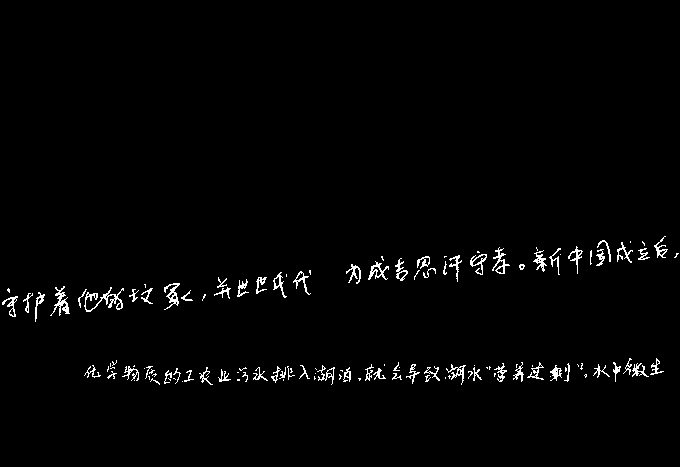 守护着他的坟冢,并世世代代 为成吉思汗守孝。新中国成立后,
化学物质的工农业污水排入湖泊,就会导致湖水“营养过剩”,水中微生